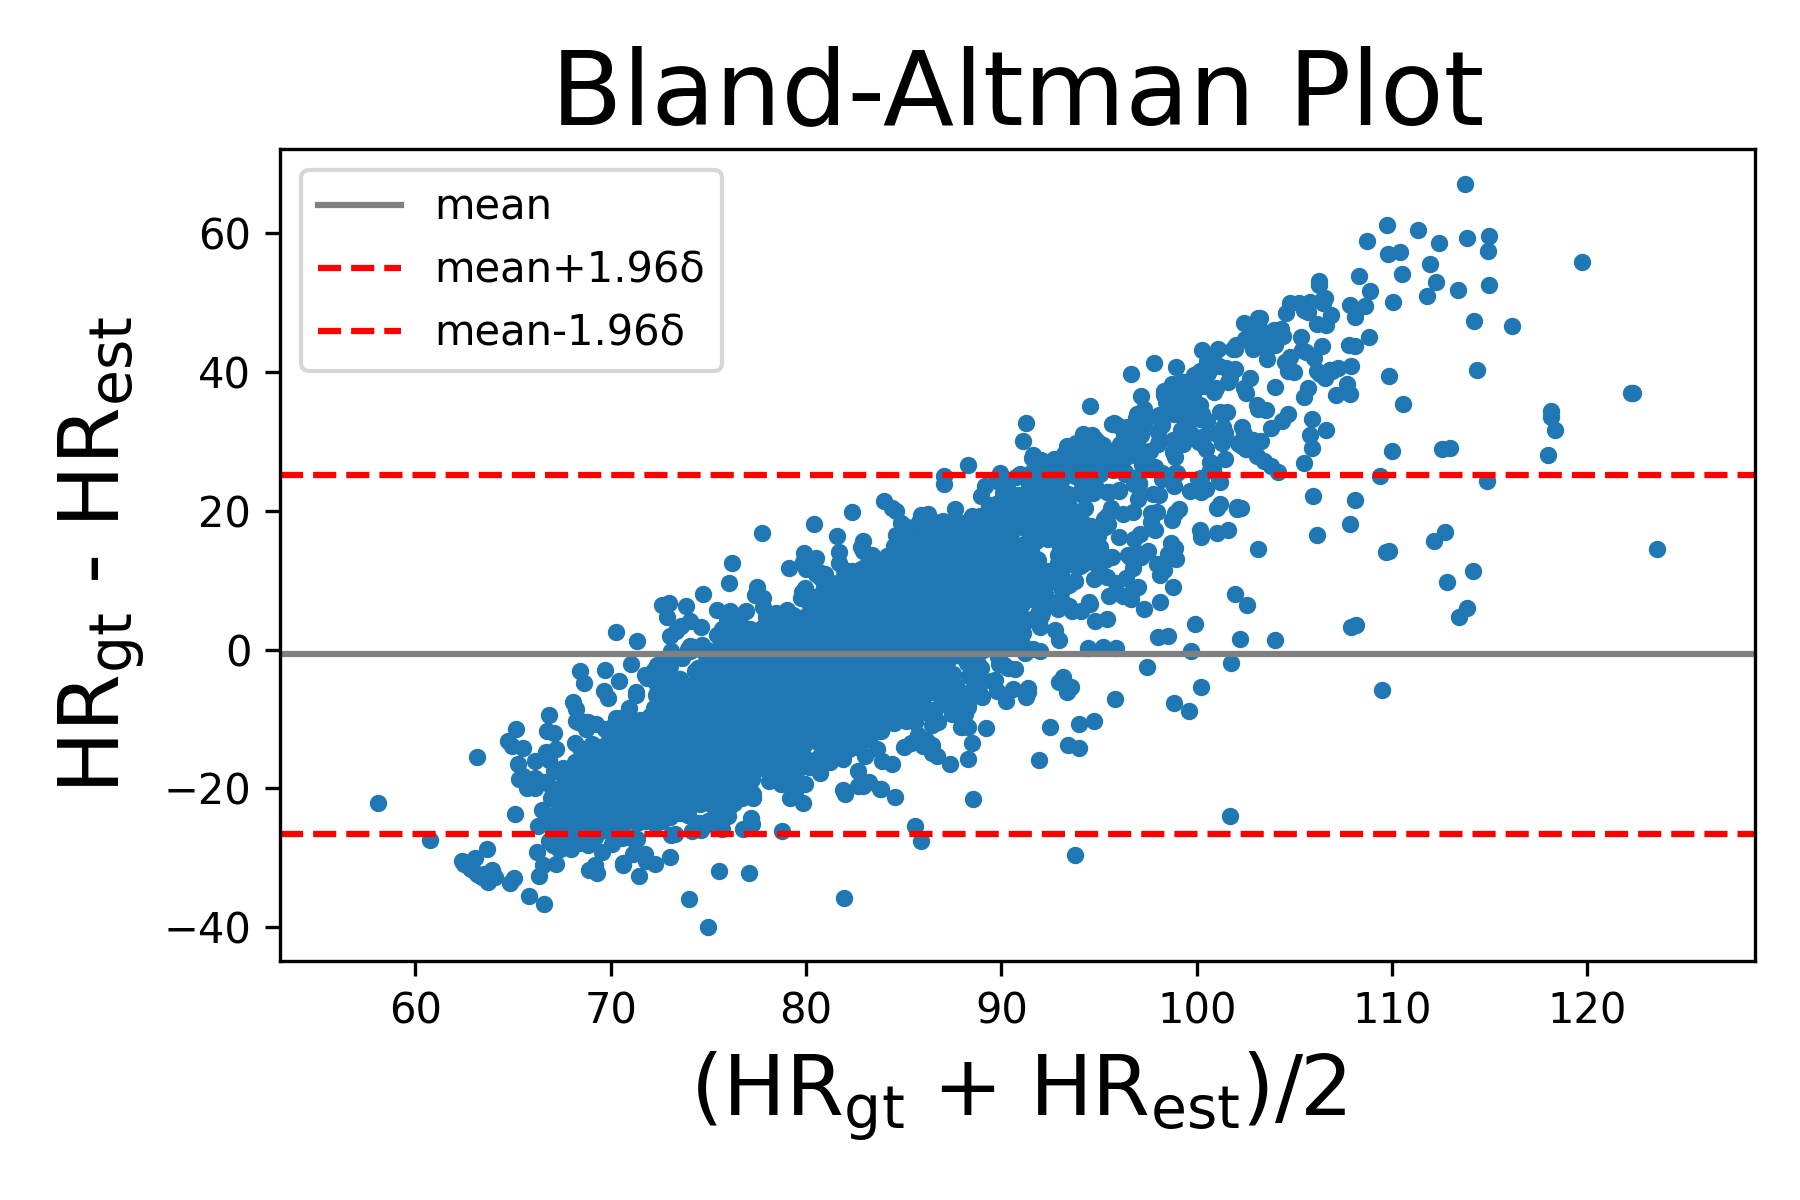 Bland-Altman Plot
mean
mean+1.96δ
mean-1.96δ
HRgt - HRest
60
40
20
0
−20
−40
60
70
80
90
100
110
120
(HRgt + HRest)/2